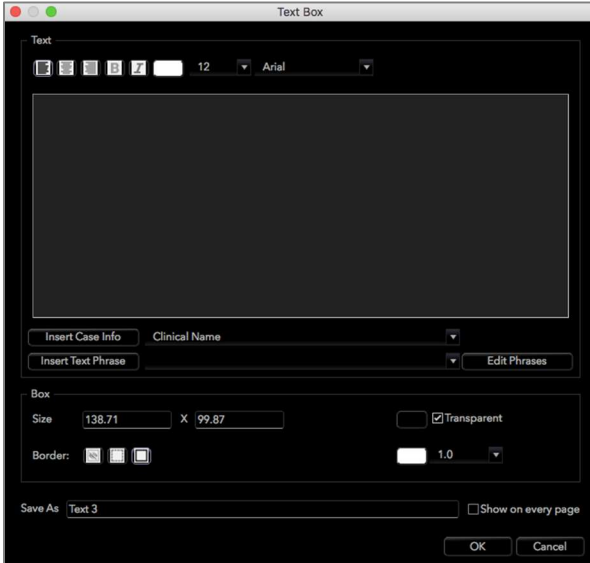 Text Box
Text
B I 12 Arial
Insert Case Info Clinical Name
Insert Text Phrase Edit Phrases
Box
Size 138.71 X 99.87 Transparent
Border: 1.0
Save As Text 3 Show on every page
OK Cancel